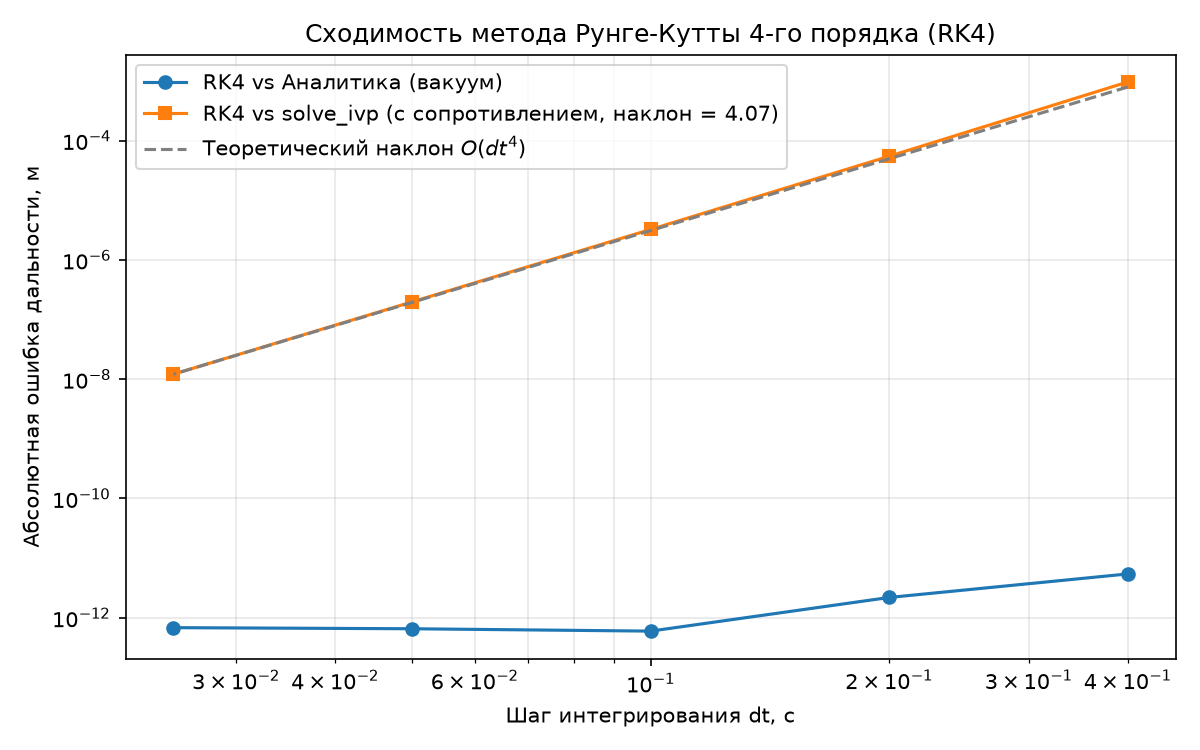 Сходимость метода Рунге-Кутты 4-го порядка (RK4)
RK4 vs Аналитика (вакуум)
RK4 vs solve_ivp (с сопротивлением, наклон = 4.07)
Теоретический наклон O(dt⁴)
Абсолютная ошибка дальности, м
10⁻⁴
10⁻⁶
10⁻⁸
10⁻¹⁰
10⁻¹²
3 × 10⁻² 4 × 10⁻² 6 × 10⁻² 10⁻¹ 2 × 10⁻¹ 3 × 10⁻¹ 4 × 10⁻¹
Шаг интегрирования dt, с